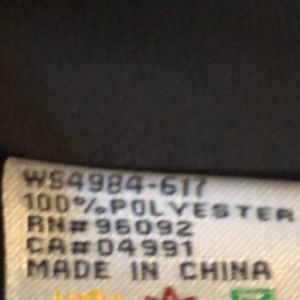 WS4984-617
100% POLYESTER
RN#96092
CA#04991
MADE IN CHINA